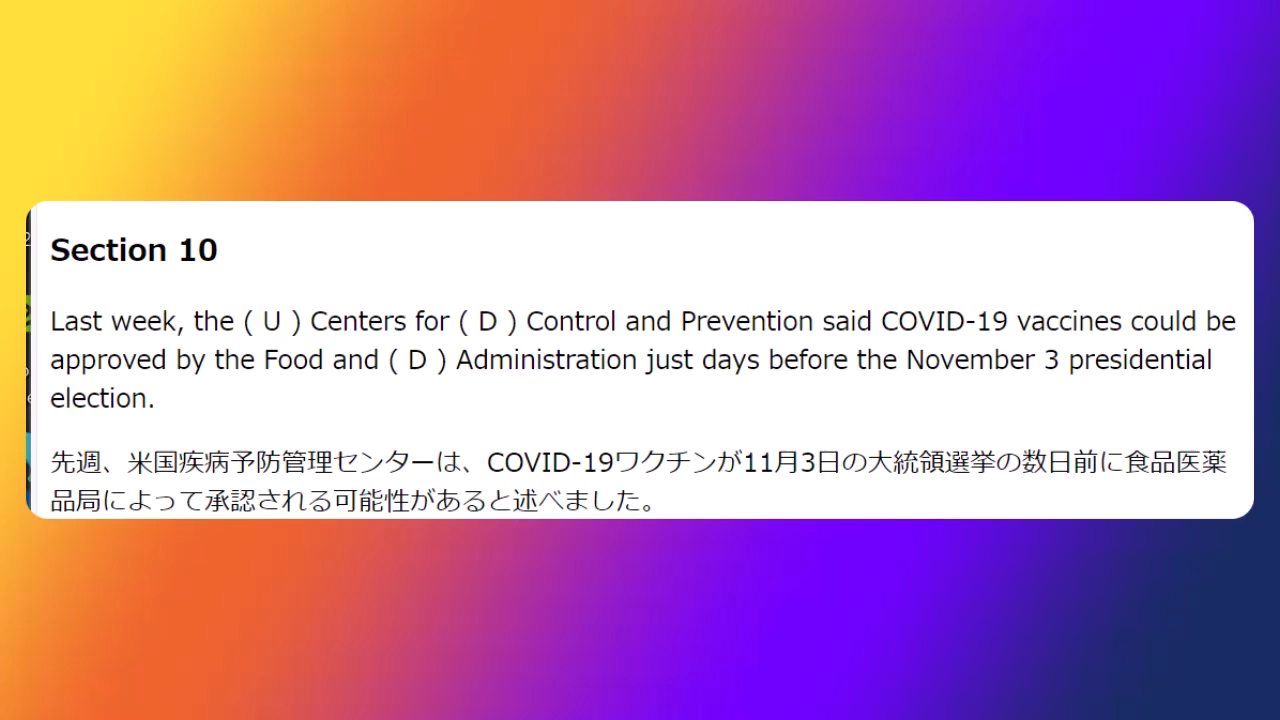 Section 10
Last week, the ( U ) Centers for ( D ) Control and Prevention said COVID-19 vaccines could be
approved by the Food and ( D ) Administration just days before the November 3 presidential
election.
先週、米国疾病予防管理センターは、COVID-19ワクチンが11月3日の大統領選挙の数日前に食品医薬
品局によって承認される可能性があると述べました。